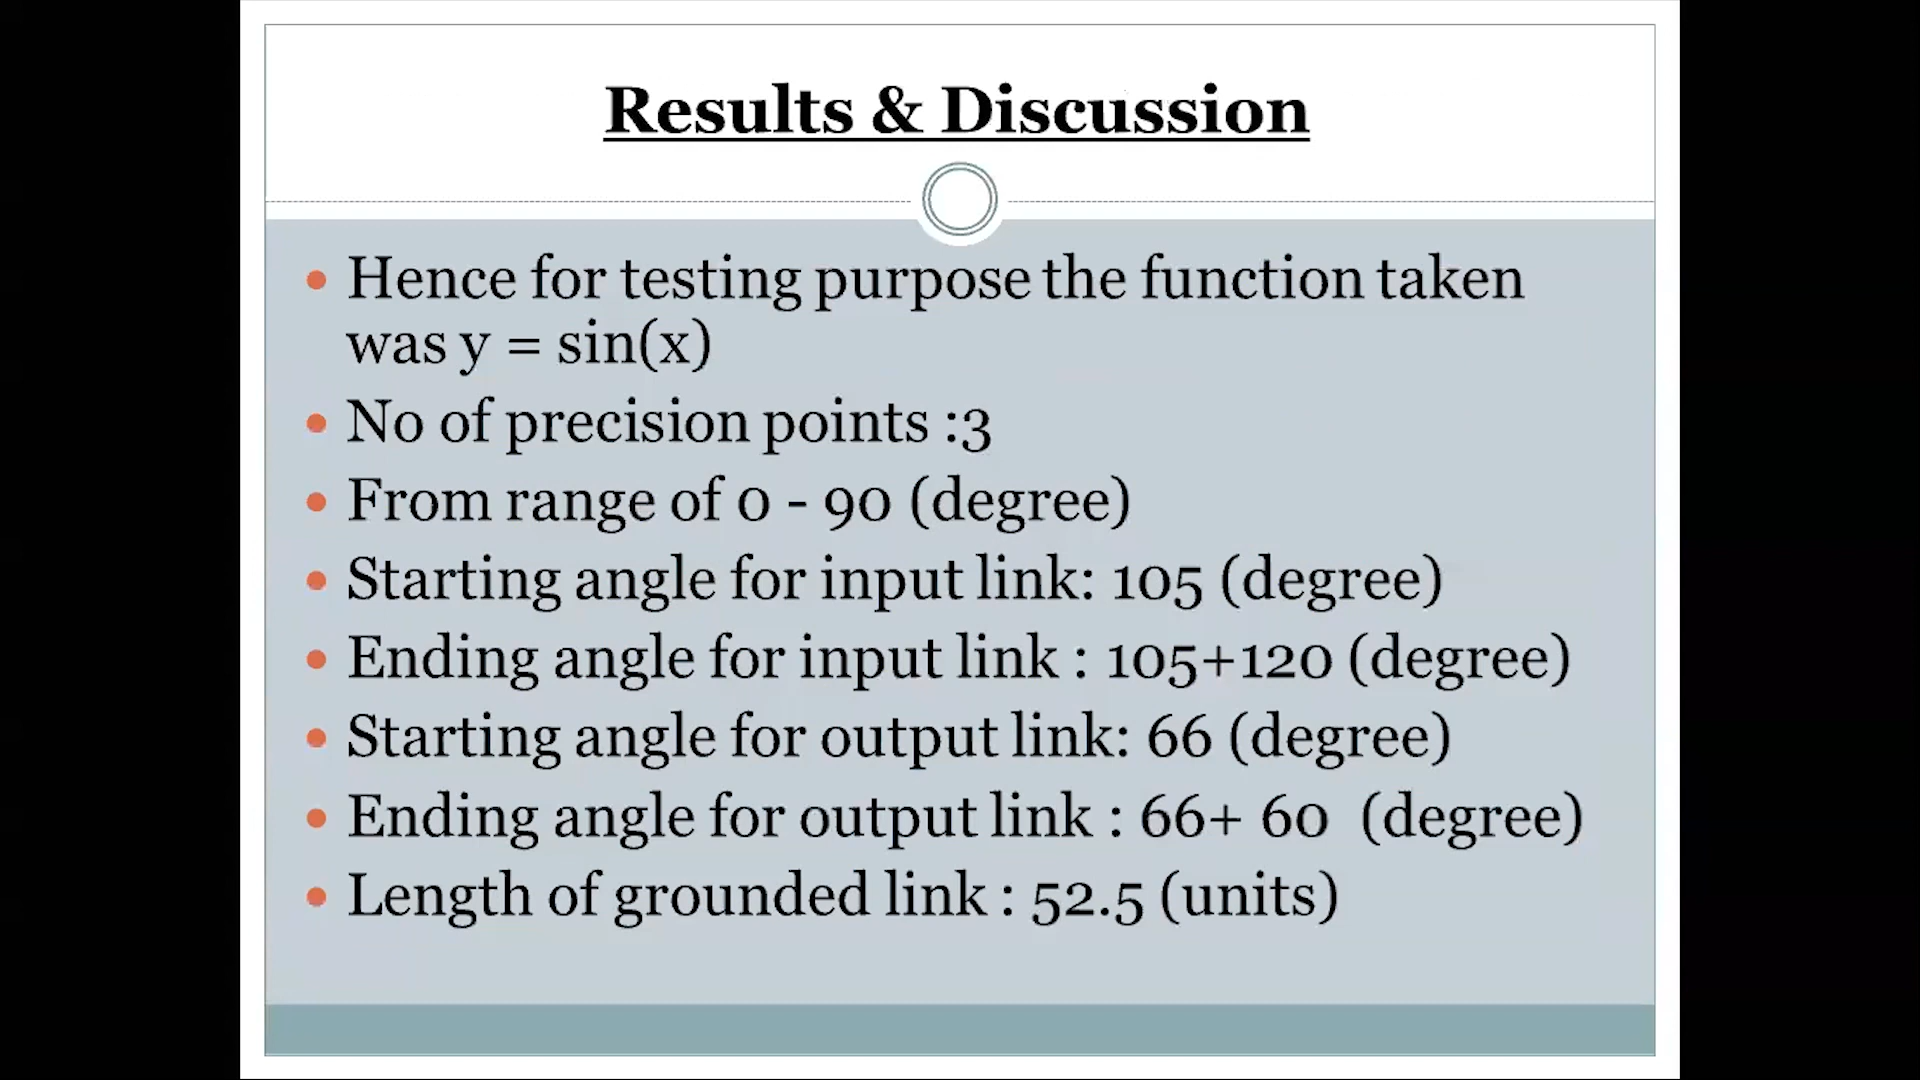 Results & Discussion
• Hence for testing purpose the function taken
was y = sin(x)
• No of precision points :3
• From range of 0 - 90 (degree)
• Starting angle for input link: 105 (degree)
• Ending angle for input link : 105+120 (degree)
• Starting angle for output link: 66 (degree)
• Ending angle for output link : 66+ 60  (degree)
• Length of grounded link : 52.5 (units)